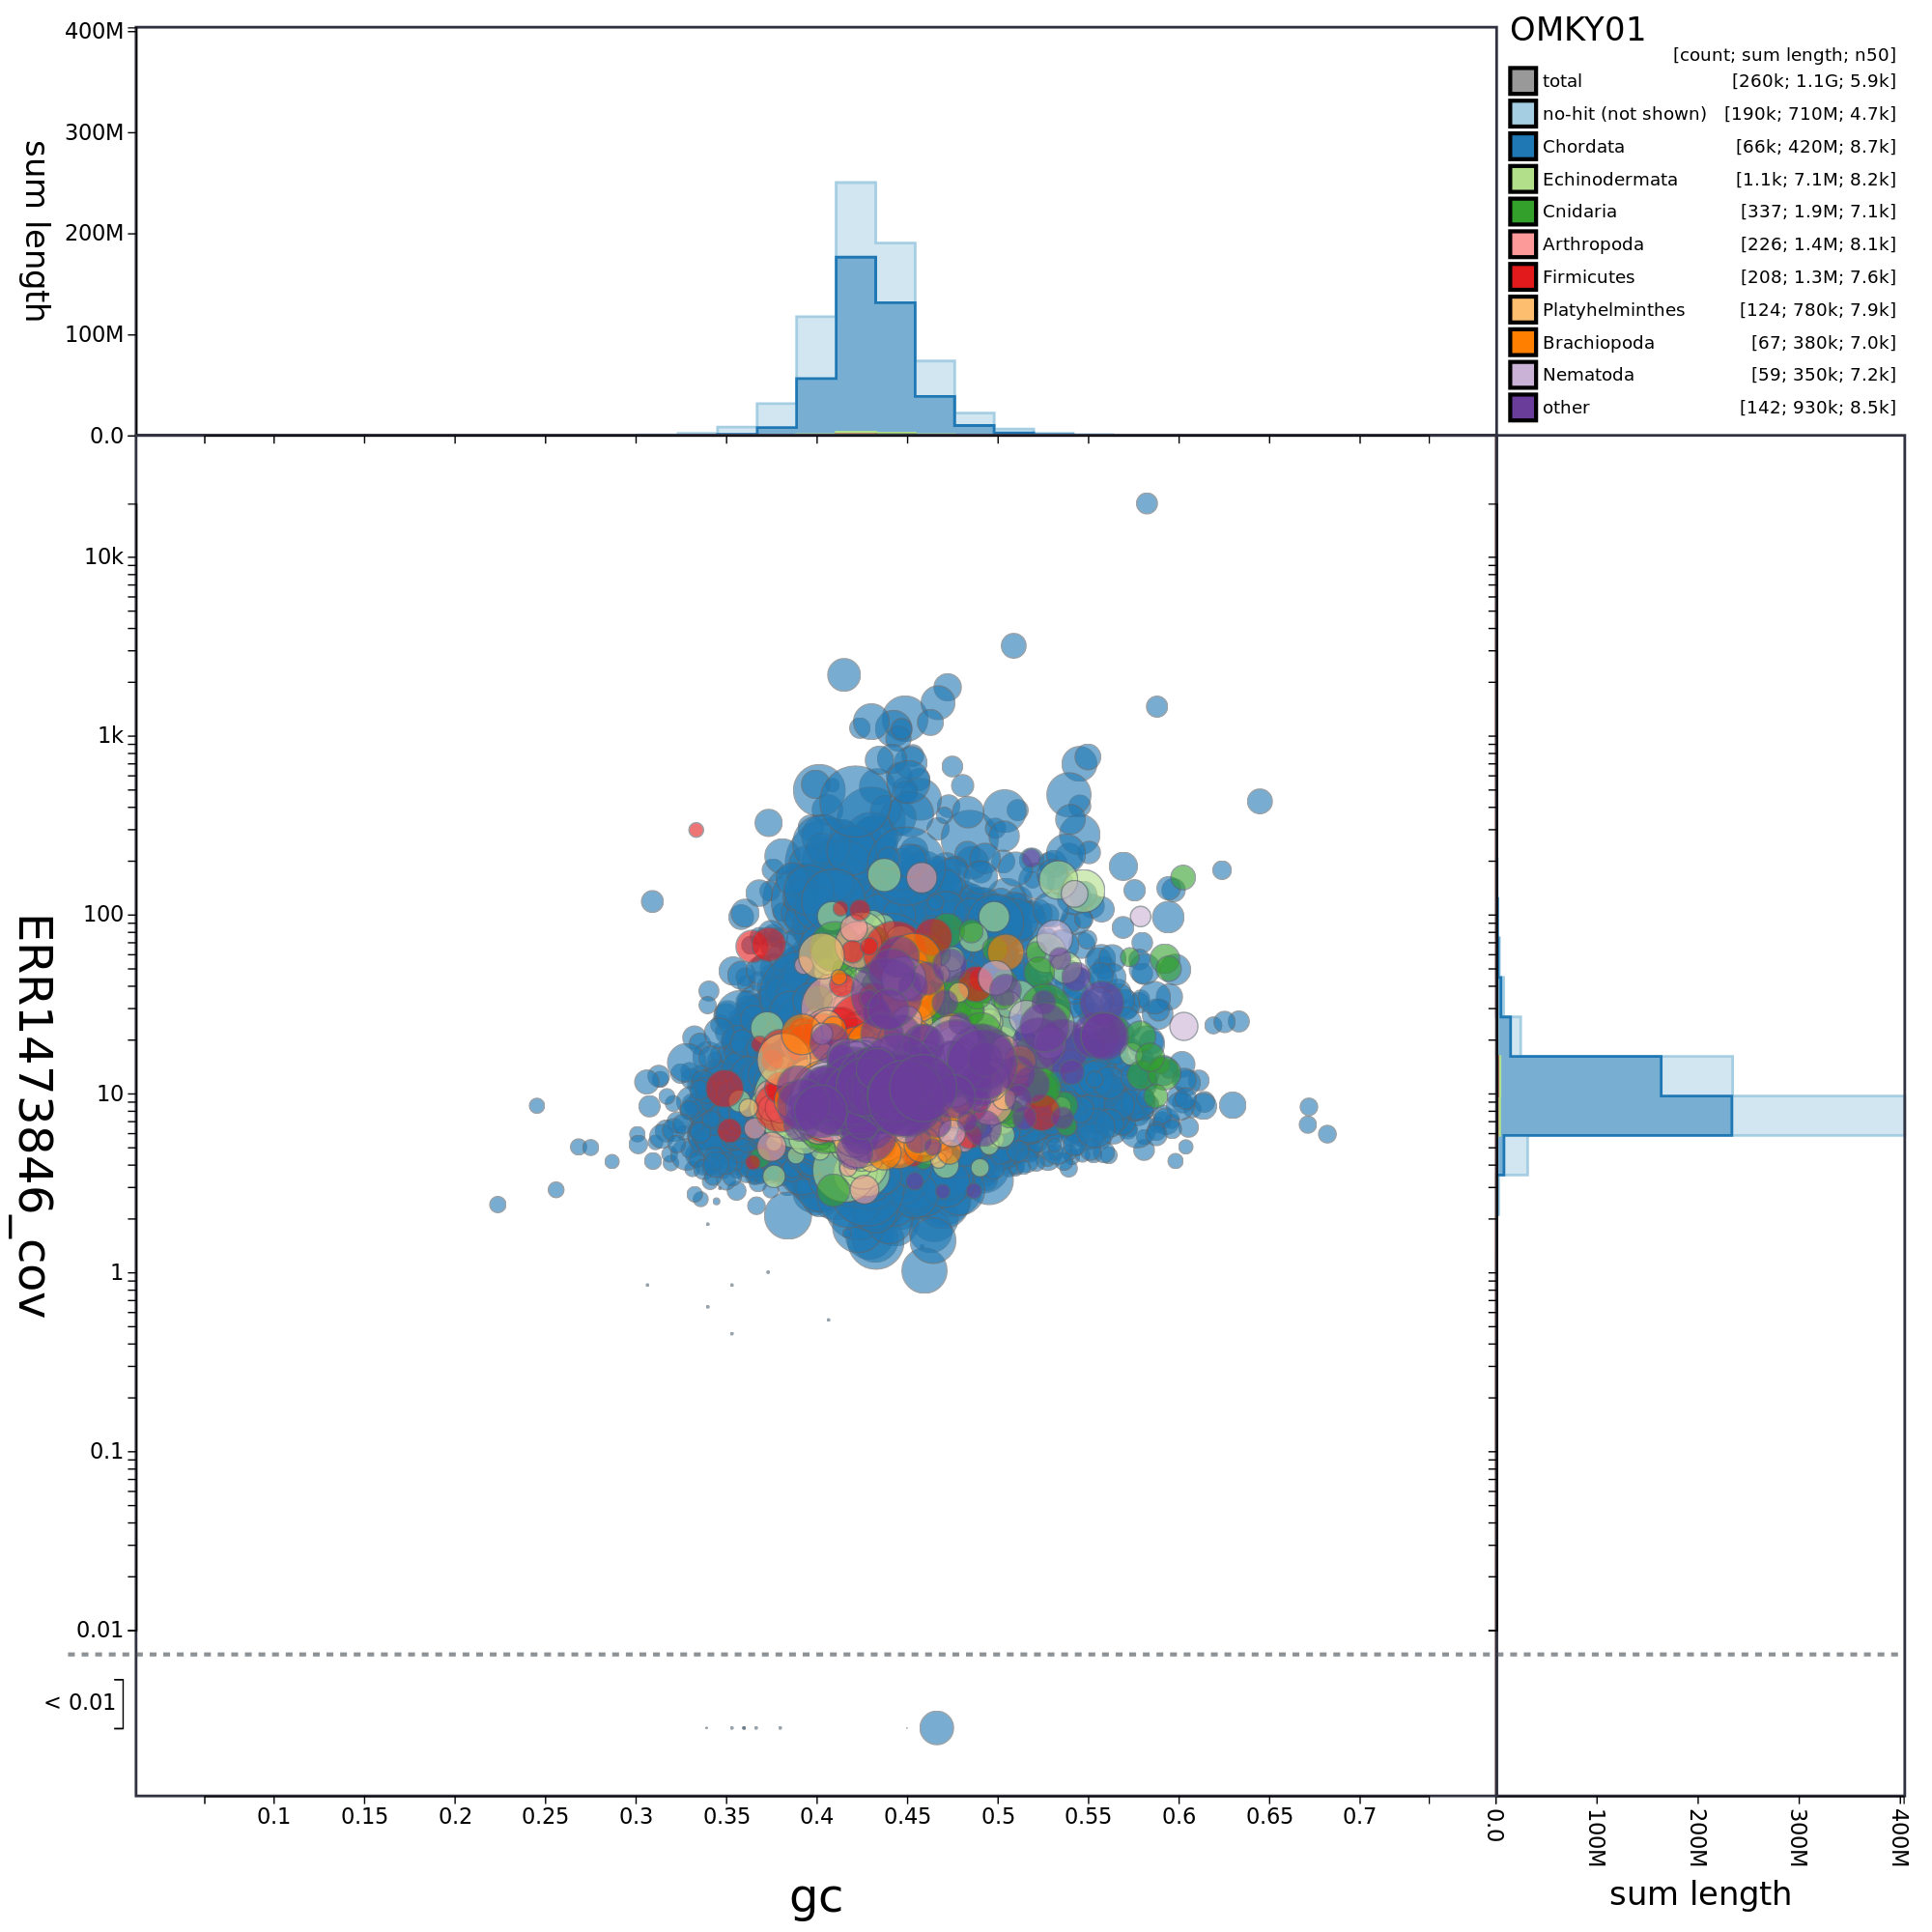 OMKY01
[count; sum length; n50]
total [260k; 1.1G; 5.9k]
no-hit (not shown) [190k; 710M; 4.7k]
Chordata [66k; 420M; 8.7k]
Echinodermata [1.1k; 7.1M; 8.2k]
Cnidaria [337; 1.9M; 7.1k]
Arthropoda [226; 1.4M; 8.1k]
Firmicutes [208; 1.3M; 7.6k]
Platyhelminthes [124; 780k; 7.9k]
Brachiopoda [67; 380k; 7.0k]
Nematoda [59; 350k; 7.2k]
other [142; 930k; 8.5k]
400M
300M
200M
100M
0.0
sum length
10k
1k
100
10
1
0.1
0.01
< 0.01
ERR1473846_cov
0.1 0.15 0.2 0.25 0.3 0.35 0.4 0.45 0.5 0.55 0.6 0.65 0.7
gc
0.0 100M 200M 300M 400M
sum length